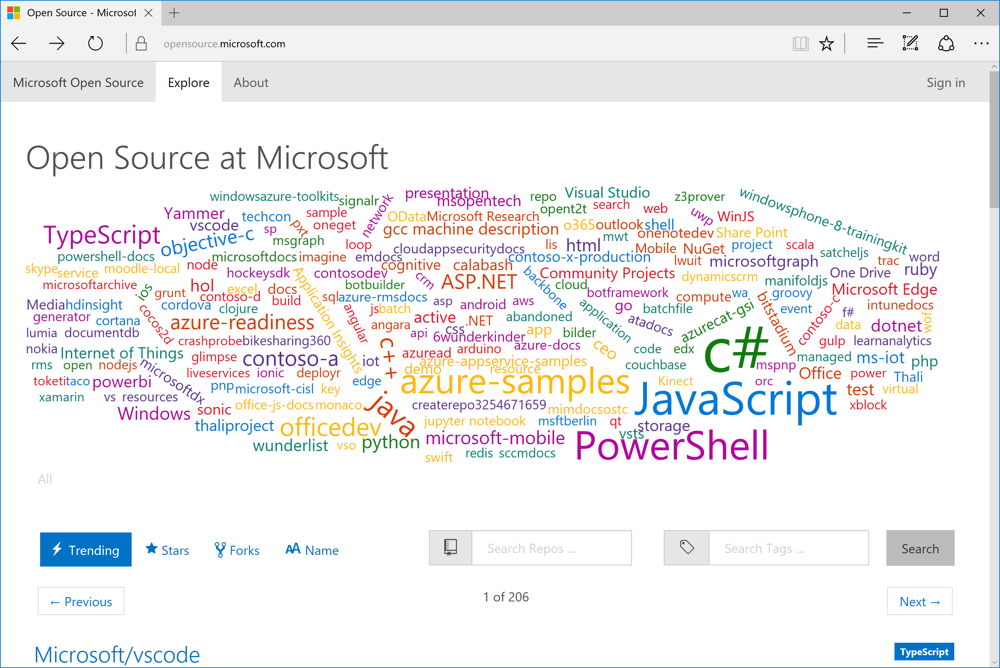 Open Source - Microsof
opensource.microsoft.com
Microsoft Open Source Explore About Sign in
Open Source at Microsoft
windowsazure-toolkits signalr network presentation msopentech repo Visual Studio z3prover windowsphone-8-trainingkit
Yammer techcon sample OData Microsoft Research opent2t search web uwp WinJS
TypeScript vscode sp pxt oneget gcc machine description o365 outlook shell onenotedev Share Point
objective-c msgraph loop cloudappsecuritydocs lis html mwt Mobile NuGet project scala satcheljs
powershell-docs microsoftdocs imagine emdocs contoso-x-production lwuit microsoftgraph trac word
skype service moodle-local node hockeysdk Application Insights contosodev cognitive calabash backbone Community Projects dynamicscrm One Drive ruby
microsoftarchive ios grunt hol excel docs botbuilder crm ASP.NET cloud botframework compute wa manifoldjs groovy Microsoft Edge
contoso-d build sql azure-rmsdocs asp android aws application go batchfile azurecat-gsi bitstadium event contoso-c intunedocs
Media hdinsight cocos2d cordova clojure angular js batch active .NET abandoned atadocs f# wof
generator cortana azure-readiness angara api css app bilder data dotnet
lumia documentdb crashprobe bikesharing360 c++ 6wunderkinder azure-docs ceo code edx c# gulp learnanalytics
nokia Internet of Things glimpse contoso-a iot azuread arduino azure-appservice-samples couchbase mspnp managed ms-iot php
rms open nodejs microsoftdx liveservices ionic deployr demo resource Kinect orc Office power Thali
toketi taco powerbi pnp microsoft-cisl key edge azure-samples JavaScript test virtual
xamarin vs resources office-js-docs monaco java createrepo3254671659 mimdocsostc xblock
Windows sonic thaliproject officedev jupyter notebook msftberlin qt storage
wunderlist vso python microsoft-mobile vsts PowerShell
swift redis sccmdocs
All
Trending Stars Forks Name Search Repos ... Search Tags ... Search
← Previous 1 of 206 Next →
Microsoft/vscode TypeScript